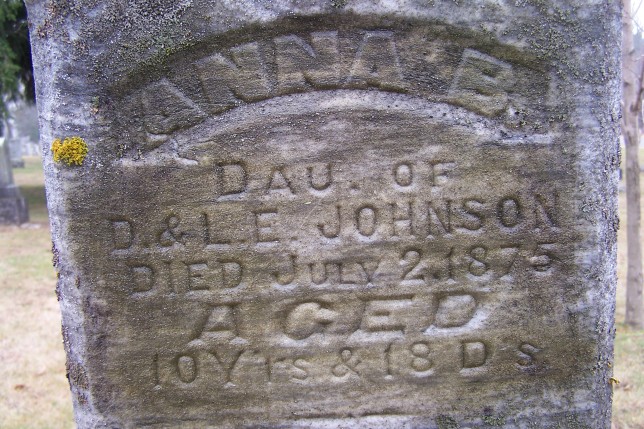 ANNA B.
DAU. OF
D. & L. E. JOHNSON
DIED JULY 2, 1875
AGED
10 Y'rs & 18 D's